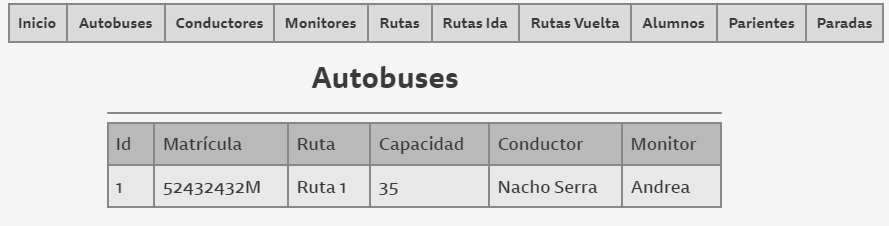 Inicio Autobuses Conductores Monitores Rutas Rutas Ida Rutas Vuelta Alumnos Parientes Paradas
Autobuses
Id Matrícula Ruta Capacidad Conductor Monitor
1 52432432M Ruta 1 35 Nacho Serra Andrea